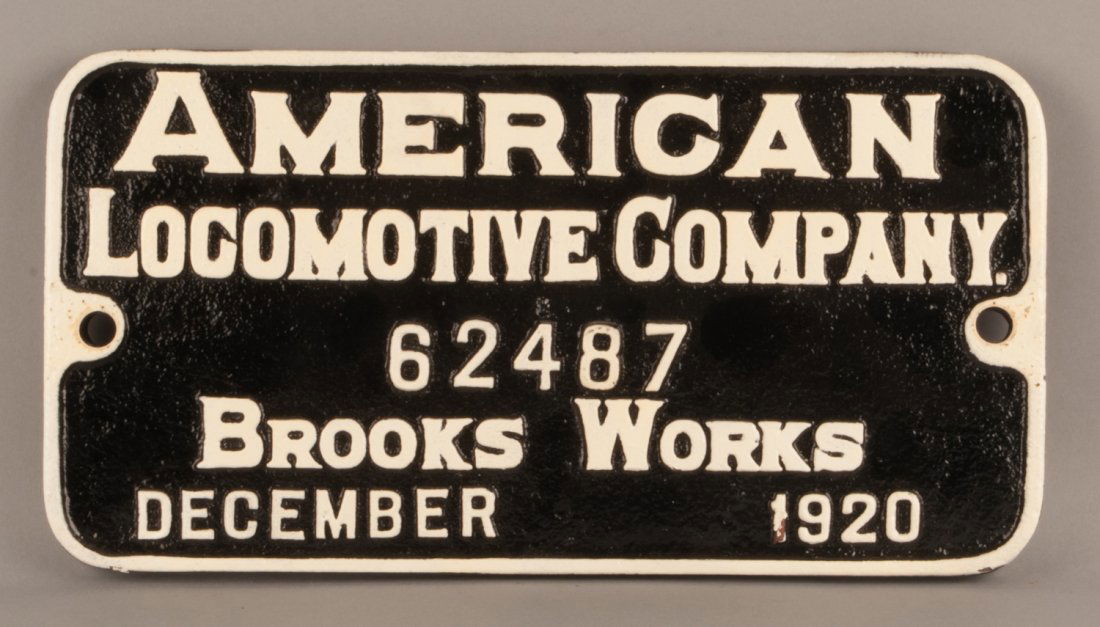 AMERICAN
LOCOMOTIVE COMPANY.
62487
BROOKS WORKS
DECEMBER 1920